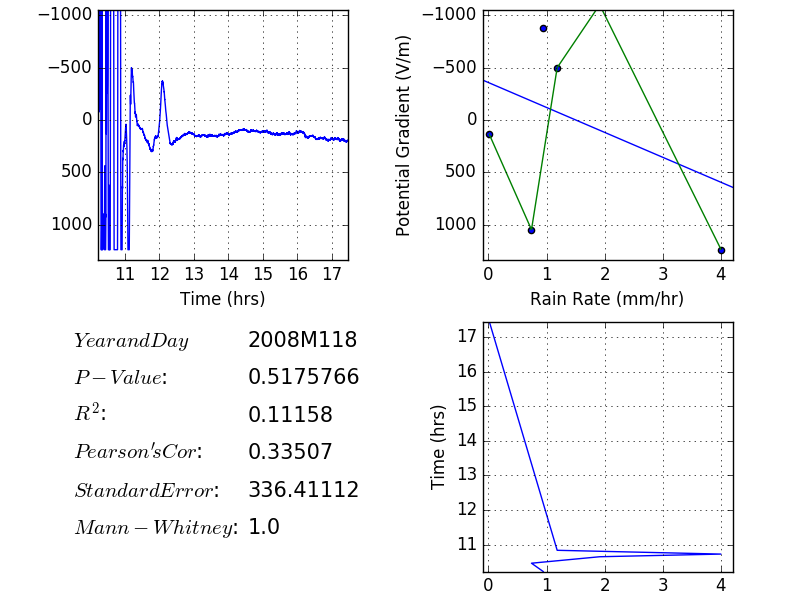 −1000
−500
0
500
1000
11 12 13 14 15 16 17
Time (hrs)
Potential Gradient (V/m)
−1000
−500
0
500
1000
0 1 2 3 4
Rain Rate (mm/hr)
YearandDay 2008M118
P − Value: 0.5175766
R²: 0.11158
Pearson'sCor: 0.33507
StandardError: 336.41112
Mann − Whitney: 1.0
Time (hrs)
17
16
15
14
13
12
11
0 1 2 3 4